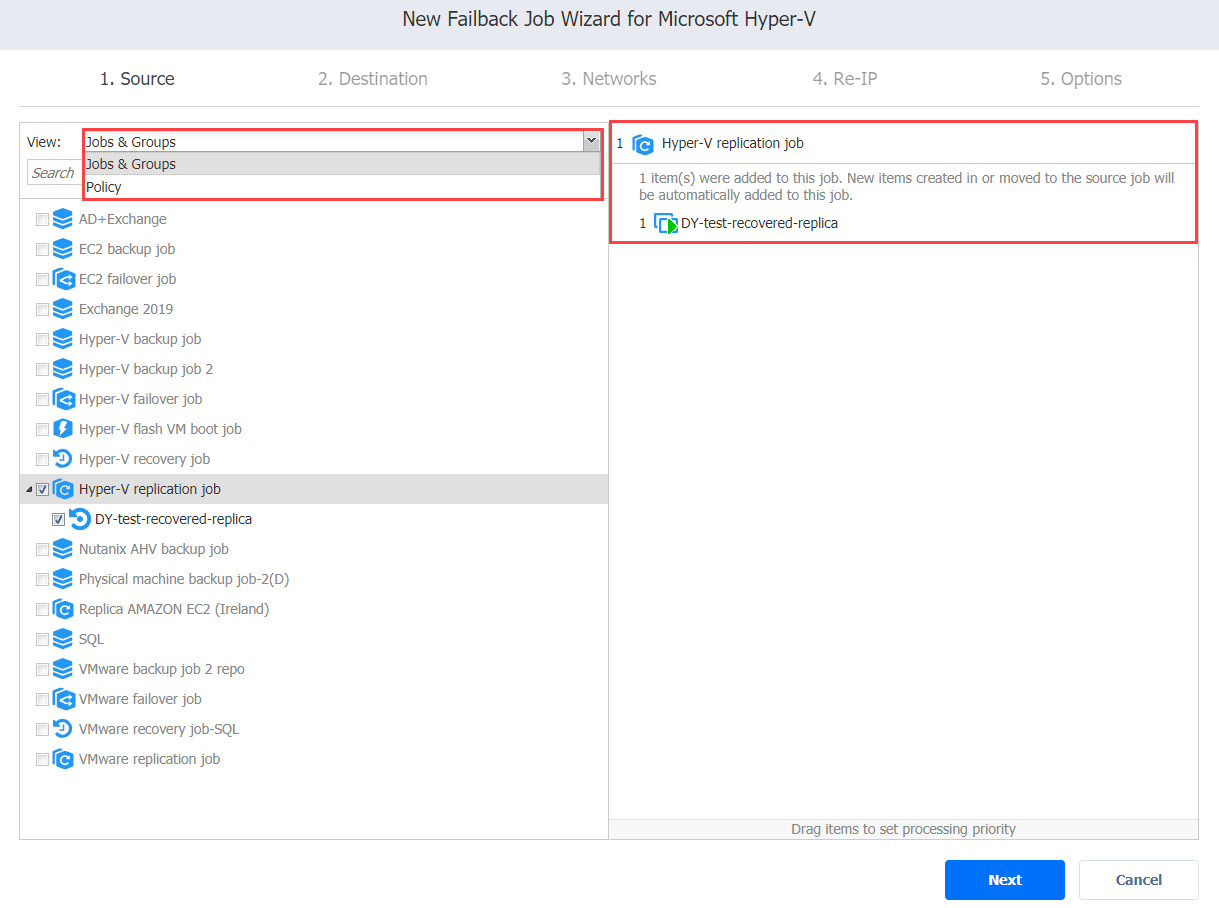 New Failback Job Wizard for Microsoft Hyper-V
1. Source
2. Destination
3. Networks
4. Re-IP
5. Options
View:
Jobs & Groups
Jobs & Groups
Policy
Search
AD+Exchange
EC2 backup job
EC2 failover job
Exchange 2019
Hyper-V backup job
Hyper-V backup job 2
Hyper-V failover job
Hyper-V flash VM boot job
Hyper-V recovery job
Hyper-V replication job
DY-test-recovered-replica
Nutanix AHV backup job
Physical machine backup job-2(D)
Replica AMAZON EC2 (Ireland)
SQL
VMware backup job 2 repo
VMware failover job
VMware recovery job-SQL
VMware replication job
1 Hyper-V replication job
1 item(s) were added to this job. New items created in or moved to the source job will
be automatically added to this job.
1 DY-test-recovered-replica
Drag items to set processing priority
Next
Cancel